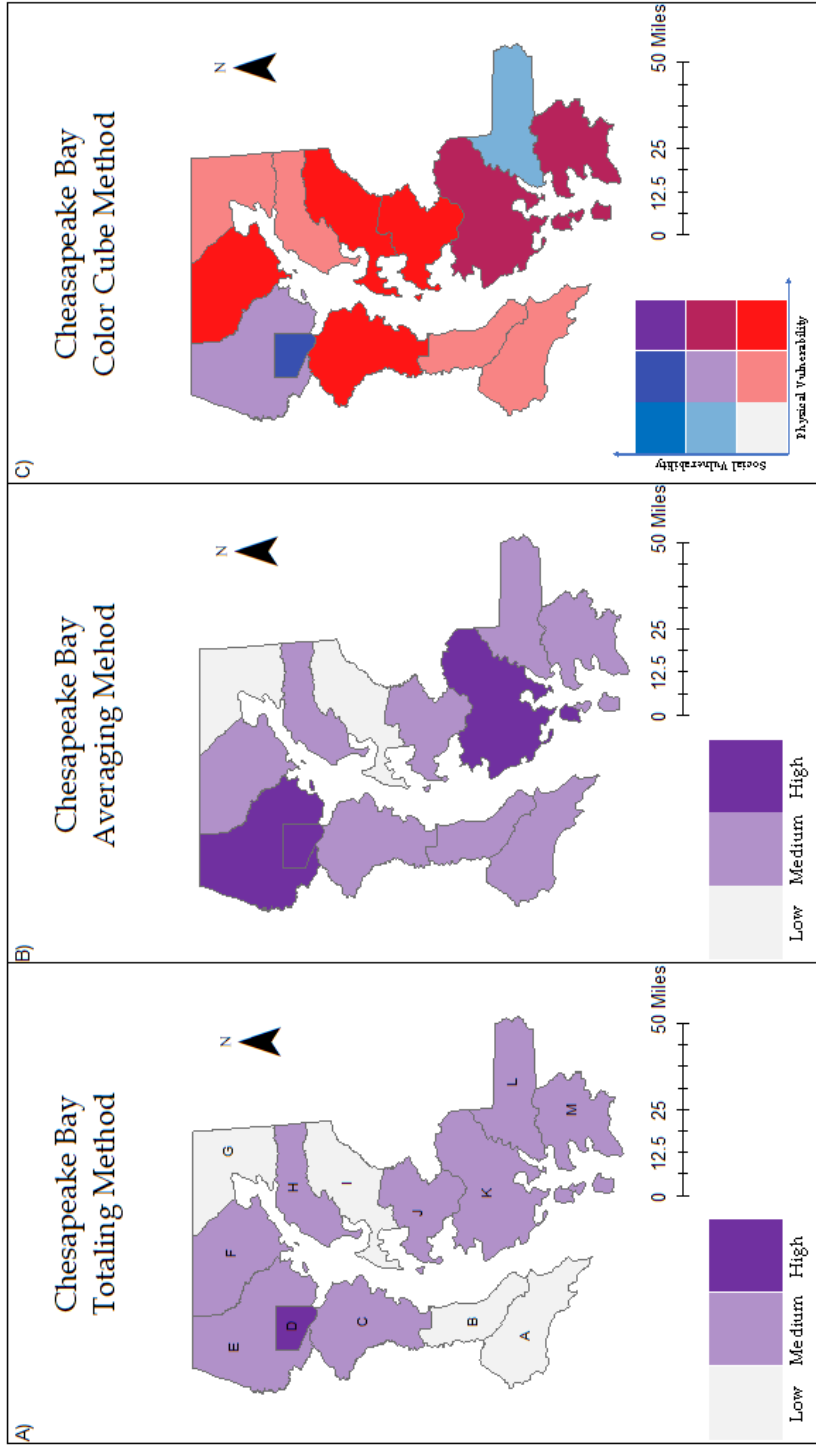 A)
Chesapeake Bay
Totaling Method
N
G
F
H
E
I
D
J
C
K
L
B
M
A
0 12.5 25 50 Miles
Low Medium High
B)
Chesapeake Bay
Averaging Mehod
N
0 12.5 25 50 Miles
Low Medium High
C)
Cheasapeake Bay
Color Cube Method
N
0 12.5 25 50 Miles
Social Vulnerability
Physical Vulnerability